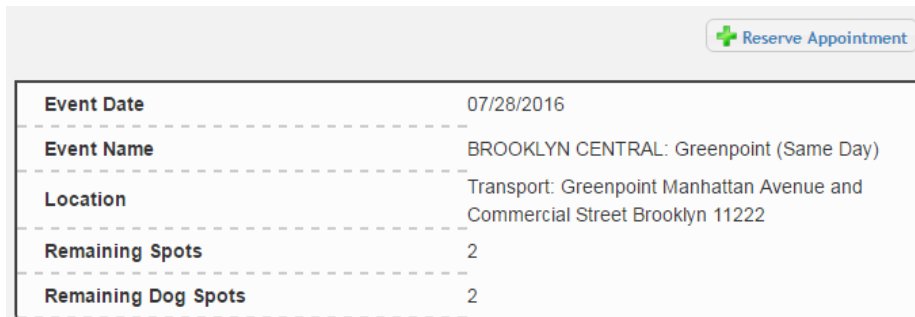 Reserve Appointment
Event Date 07/28/2016
Event Name BROOKLYN CENTRAL: Greenpoint (Same Day)
Location Transport: Greenpoint Manhattan Avenue and
Commercial Street Brooklyn 11222
Remaining Spots 2
Remaining Dog Spots 2